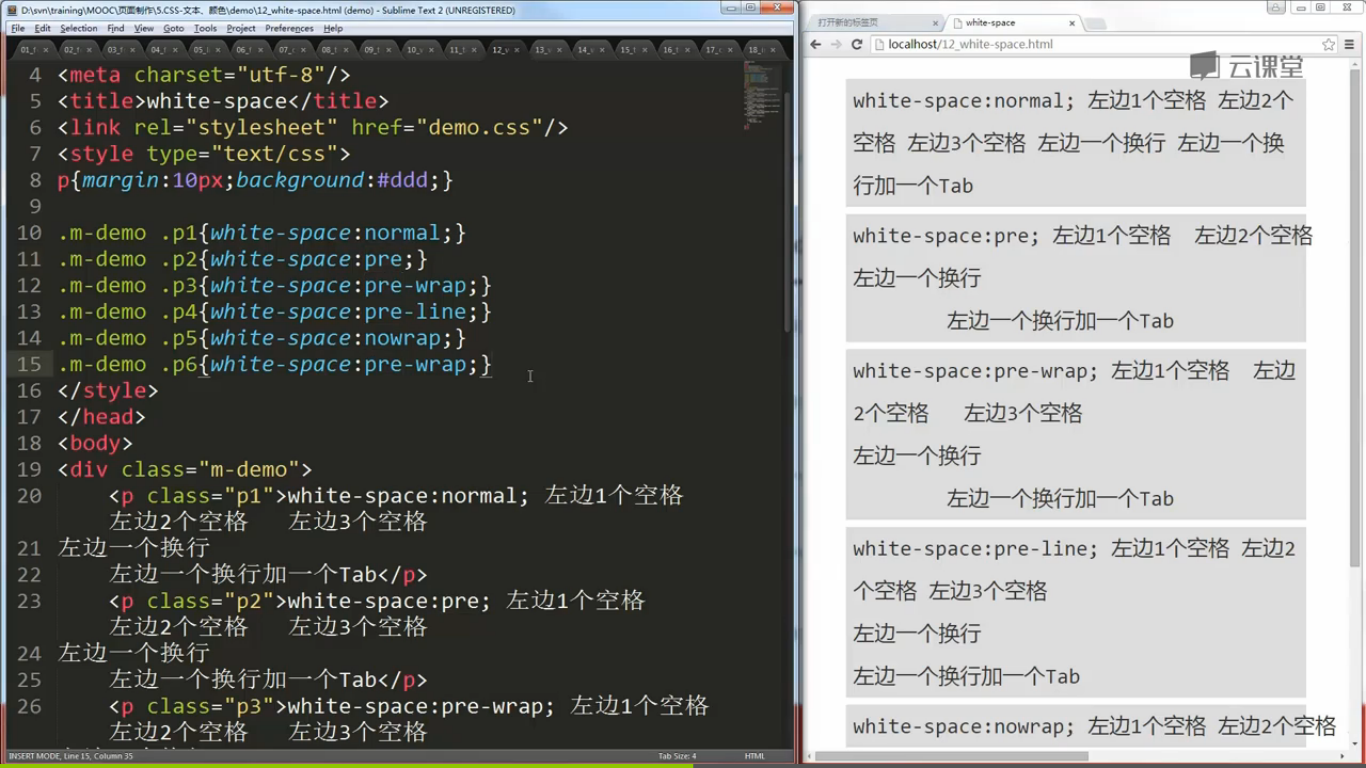 D:\svn\training\MOOC\页面制作\5.CSS-文本、颜色\demo\12_white-space.html (demo) - Sublime Text 2 (UNREGISTERED)
File Edit Selection Find View Goto Tools Project Preferences Help
01_ 02_ 03_ 04_ 05_ 06_ 07_ 08_ 09_ 10_ 11_ 12_ 13_ 14_ 15_ 16_ 17_ 18_
4 <meta charset="utf-8"/>
5 <title>white-space</title>
6 <link rel="stylesheet" href="demo.css"/>
7 <style type="text/css">
8 p{margin:10px;background:#ddd;}
9
10 .m-demo .p1{white-space:normal;}
11 .m-demo .p2{white-space:pre;}
12 .m-demo .p3{white-space:pre-wrap;}
13 .m-demo .p4{white-space:pre-line;}
14 .m-demo .p5{white-space:nowrap;}
15 .m-demo .p6{white-space:pre-wrap;}
16 </style>
17 </head>
18 <body>
19 <div class="m-demo">
20 <p class="p1">white-space:normal; 左边1个空格
左边2个空格   左边3个空格
21 左边一个换行
22 左边一个换行加一个Tab</p>
23 <p class="p2">white-space:pre; 左边1个空格
左边2个空格   左边3个空格
24 左边一个换行
25 左边一个换行加一个Tab</p>
26 <p class="p3">white-space:pre-wrap; 左边1个空格
左边2个空格   左边3个空格
INSERT MODE, Line 15, Column 35 Tab Size: 4 HTML
打开新的标签页 white-space
localhost/12_white-space.html
云课堂
white-space:normal; 左边1个空格 左边2个
空格 左边3个空格 左边一个换行 左边一个换
行加一个Tab
white-space:pre; 左边1个空格  左边2个空格
左边一个换行
左边一个换行加一个Tab
white-space:pre-wrap; 左边1个空格  左边
2个空格   左边3个空格
左边一个换行
左边一个换行加一个Tab
white-space:pre-line; 左边1个空格 左边2
个空格 左边3个空格
左边一个换行
左边一个换行加一个Tab
white-space:nowrap; 左边1个空格 左边2个空格